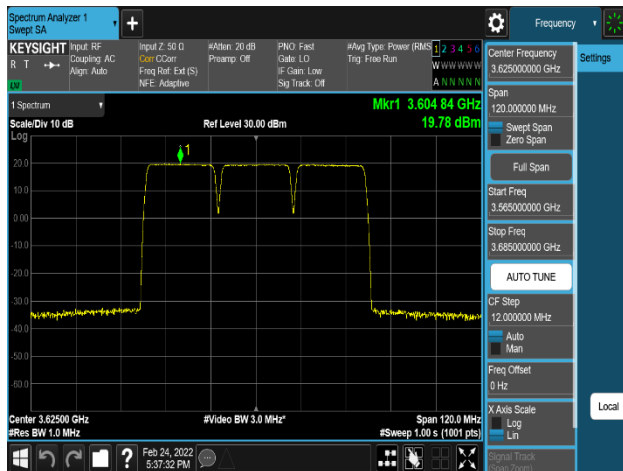 Spectrum Analyzer 1
Swept SA
+
Frequency
KEYSIGHT
R T
Input: RF
Coupling: AC
Align: Auto
Input Z: 50 Ω
Corr CCorr
Freq Ref: Ext (S)
NFE: Adaptive
#Atten: 20 dB
Preamp: Off
PNO: Fast
Gate: LO
IF Gain: Low
Sig Track: Off
#Avg Type: Power (RMS
Trig: Free Run
1 2 3 4 5 6
W W W W W W
A N N N N N
1 Spectrum
Scale/Div 10 dB
Log
Ref Level 30.00 dBm
Mkr1 3.604 84 GHz
19.78 dBm
1
20.0
10.0
0.00
-10.0
-20.0
-30.0
-40.0
-50.0
-60.0
Center 3.62500 GHz
#Res BW 1.0 MHz
#Video BW 3.0 MHz*
Span 120.0 MHz
#Sweep 1.00 s (1001 pts)
?
Feb 24, 2022
5:37:32 PM
Center Frequency
3.625000000 GHz
Settings
Span
120.000000 MHz
Swept Span
Zero Span
Full Span
Start Freq
3.565000000 GHz
Stop Freq
3.685000000 GHz
AUTO TUNE
CF Step
12.000000 MHz
Auto
Man
Freq Offset
0 Hz
X Axis Scale
Log
Lin
Local
Signal Track
(Span Zoom)